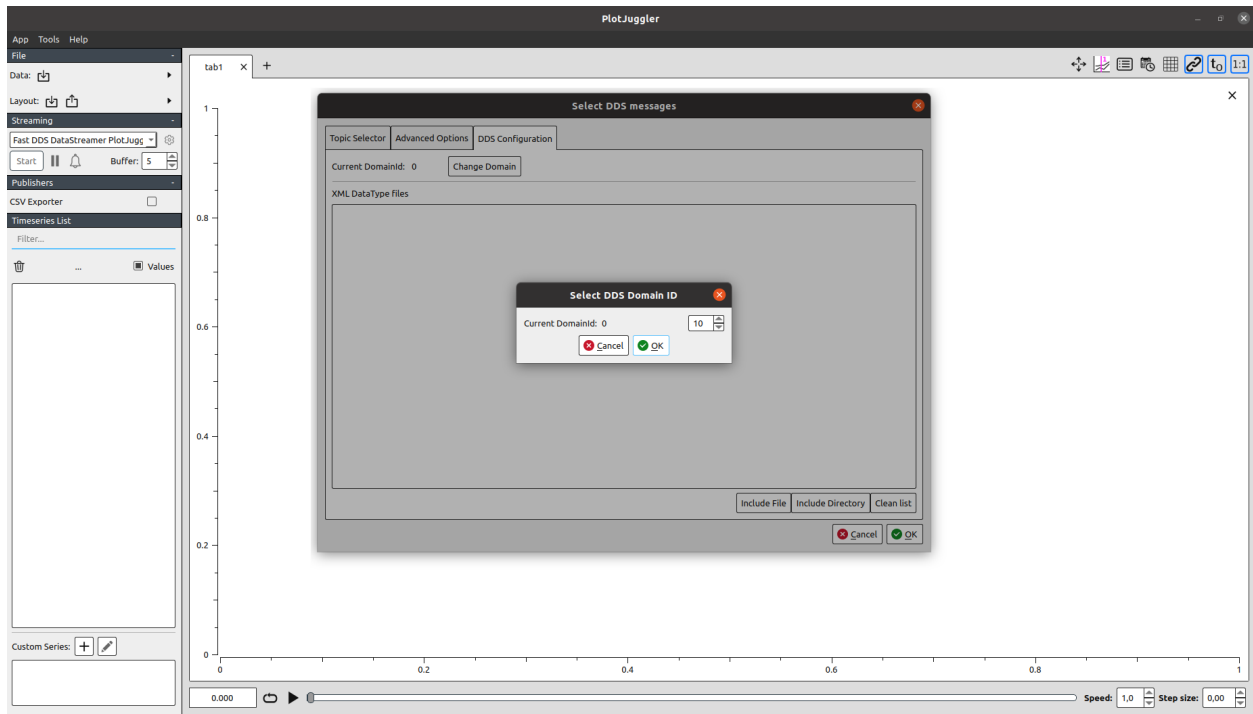 PlotJuggler
App Tools Help
File -
Data:
Layout:
Streaming -
Fast DDS DataStreamer PlotJugg
Start Buffer: 5
Publishers -
CSV Exporter
Timeseries List
Filter...
... Values
Custom Series:
tab1 × +
t0 1:1
1
0.8
0.6
0.4
0.2
0
0 0.2 0.4 0.6 0.8 1
Select DDS messages
Topic Selector Advanced Options DDS Configuration
Current DomainId: 0 Change Domain
XML DataType files
Select DDS Domain ID
Current DomainId: 0 10
Cancel OK
Include File Include Directory Clean list
Cancel OK
0.000 Speed: 1,0 Step size: 0,00